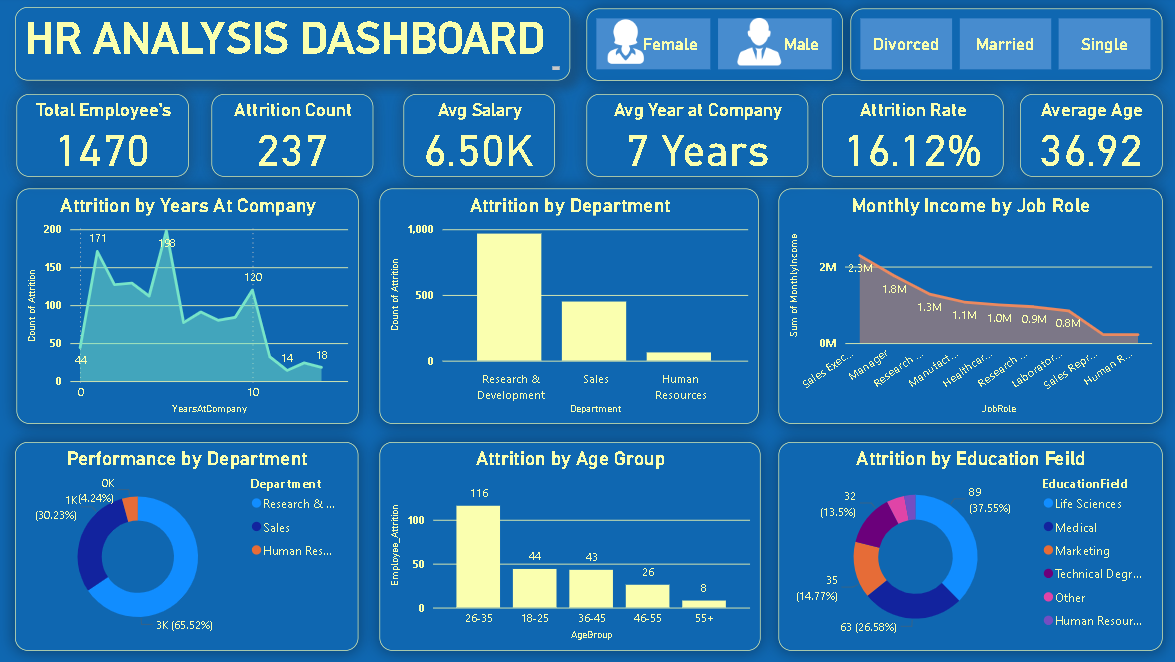 HR ANALYSIS DASHBOARD
Female
Male
Divorced
Married
Single
Total Employee's
1470
Attrition Count
237
Avg Salary
6.50K
Avg Year at Company
7 Years
Attrition Rate
16.12%
Average Age
36.92
Attrition by Years At Company
Count of Attrition
200
150
100
50
0
44
171
198
120
14
18
0
10
YearsAtCompany
Attrition by Department
Count of Attrition
1,000
500
0
Research &
Development
Sales
Human
Resources
Department
Monthly Income by Job Role
Sum of MonthlyIncome
2M
0M
2.3M
1.8M
1.3M
1.1M
1.0M
0.9M
0.8M
Sales Exec...
Manager
Research ...
Manufact...
Healthcar...
Research ...
Laborator...
Sales Repr...
Human R...
JobRole
Performance by Department
0K
(4.24%)
1K
(30.23%)
3K (65.52%)
Department
Research & ...
Sales
Human Res...
Attrition by Age Group
Employee_Attrition
100
50
0
116
44
43
26
8
26-35
18-25
36-45
46-55
55+
AgeGroup
Attrition by Education Feild
32
(13.5%)
89
(37.55%)
35
(14.77%)
63 (26.58%)
EducationField
Life Sciences
Medical
Marketing
Technical Degr...
Other
Human Resour...